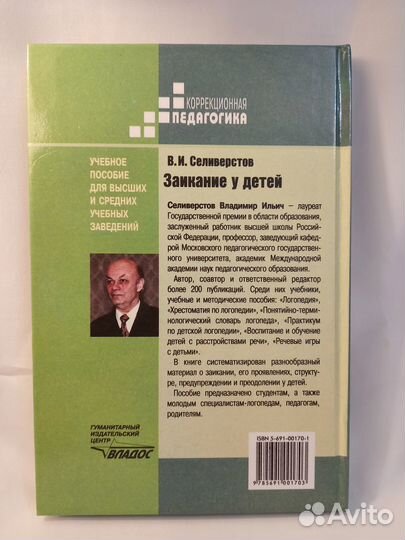 КОРРЕКЦИОННАЯ
ПЕДАГОГИКА
УЧЕБНОЕ
ПОСОБИЕ
ДЛЯ ВЫСШИХ
И СРЕДНИХ
УЧЕБНЫХ
ЗАВЕДЕНИЙ
В.И. Селиверстов
Заикание у детей
Селиверстов Владимир Ильич – лауреат
Государственной премии в области образования,
заслуженный работник высшей школы Россий-
ской Федерации, профессор, заведующий кафед-
рой Московского педагогического государствен-
ного университета, академик Международной
академии наук педагогического образования.
Автор, соавтор и ответственный редактор
более 200 публикаций. Среди них учебники,
учебные и методические пособия: «Логопедия»,
«Хрестоматия по логопедии», «Понятийно-терми-
нологический словарь логопеда», «Практикум
по детской логопедии», «Воспитание и обучение
детей с расстройствами речи», «Речевые игры
с детьми».
В книге систематизирован разнообразный
материал о заикании, его проявлениях, структу-
ре, предупреждении и преодолении у детей.
Пособие предназначено студентам, а также
молодым специалистам-логопедам, педагогам,
родителям.
ГУМАНИТАРНЫЙ
ИЗДАТЕЛЬСКИЙ
ЦЕНТР
ВЛАДОС
ISBN 5-691-00170-1
9 785691 001703
Avito